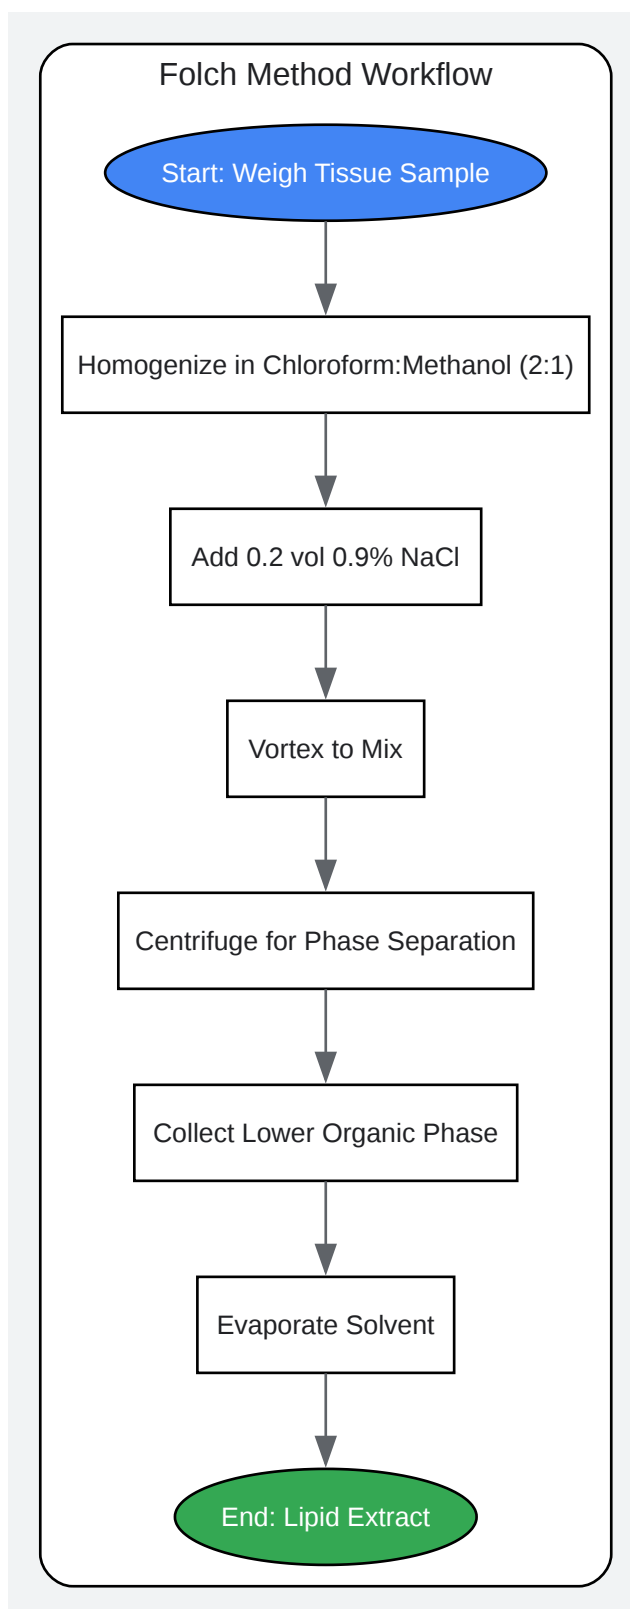 Folch Method Workflow
Start: Weigh Tissue Sample
Homogenize in Chloroform:Methanol (2:1)
Add 0.2 vol 0.9% NaCl
Vortex to Mix
Centrifuge for Phase Separation
Collect Lower Organic Phase
Evaporate Solvent
End: Lipid Extract